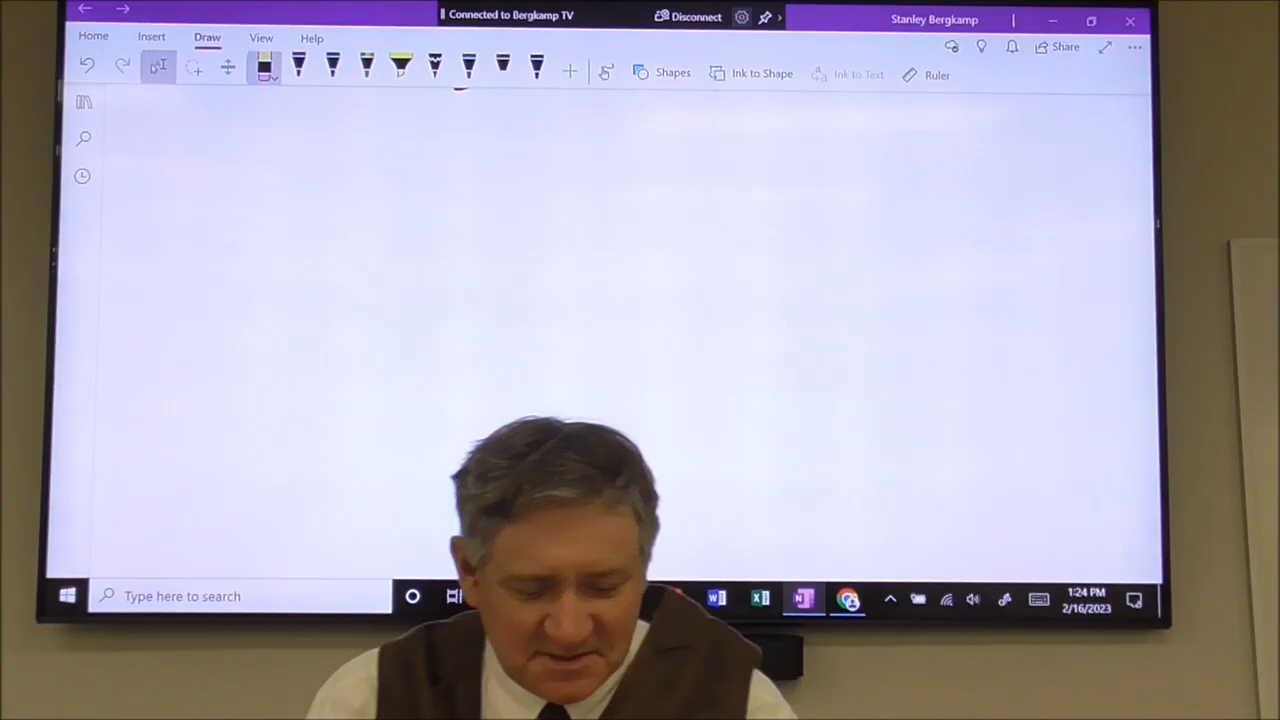 Connected to Bergkamp TV
Disconnect
Stanley Bergkamp
Home Insert Draw View Help
Share
Shapes Ink to Shape Ink to Text Ruler
Type here to search
1:24 PM
2/16/2023